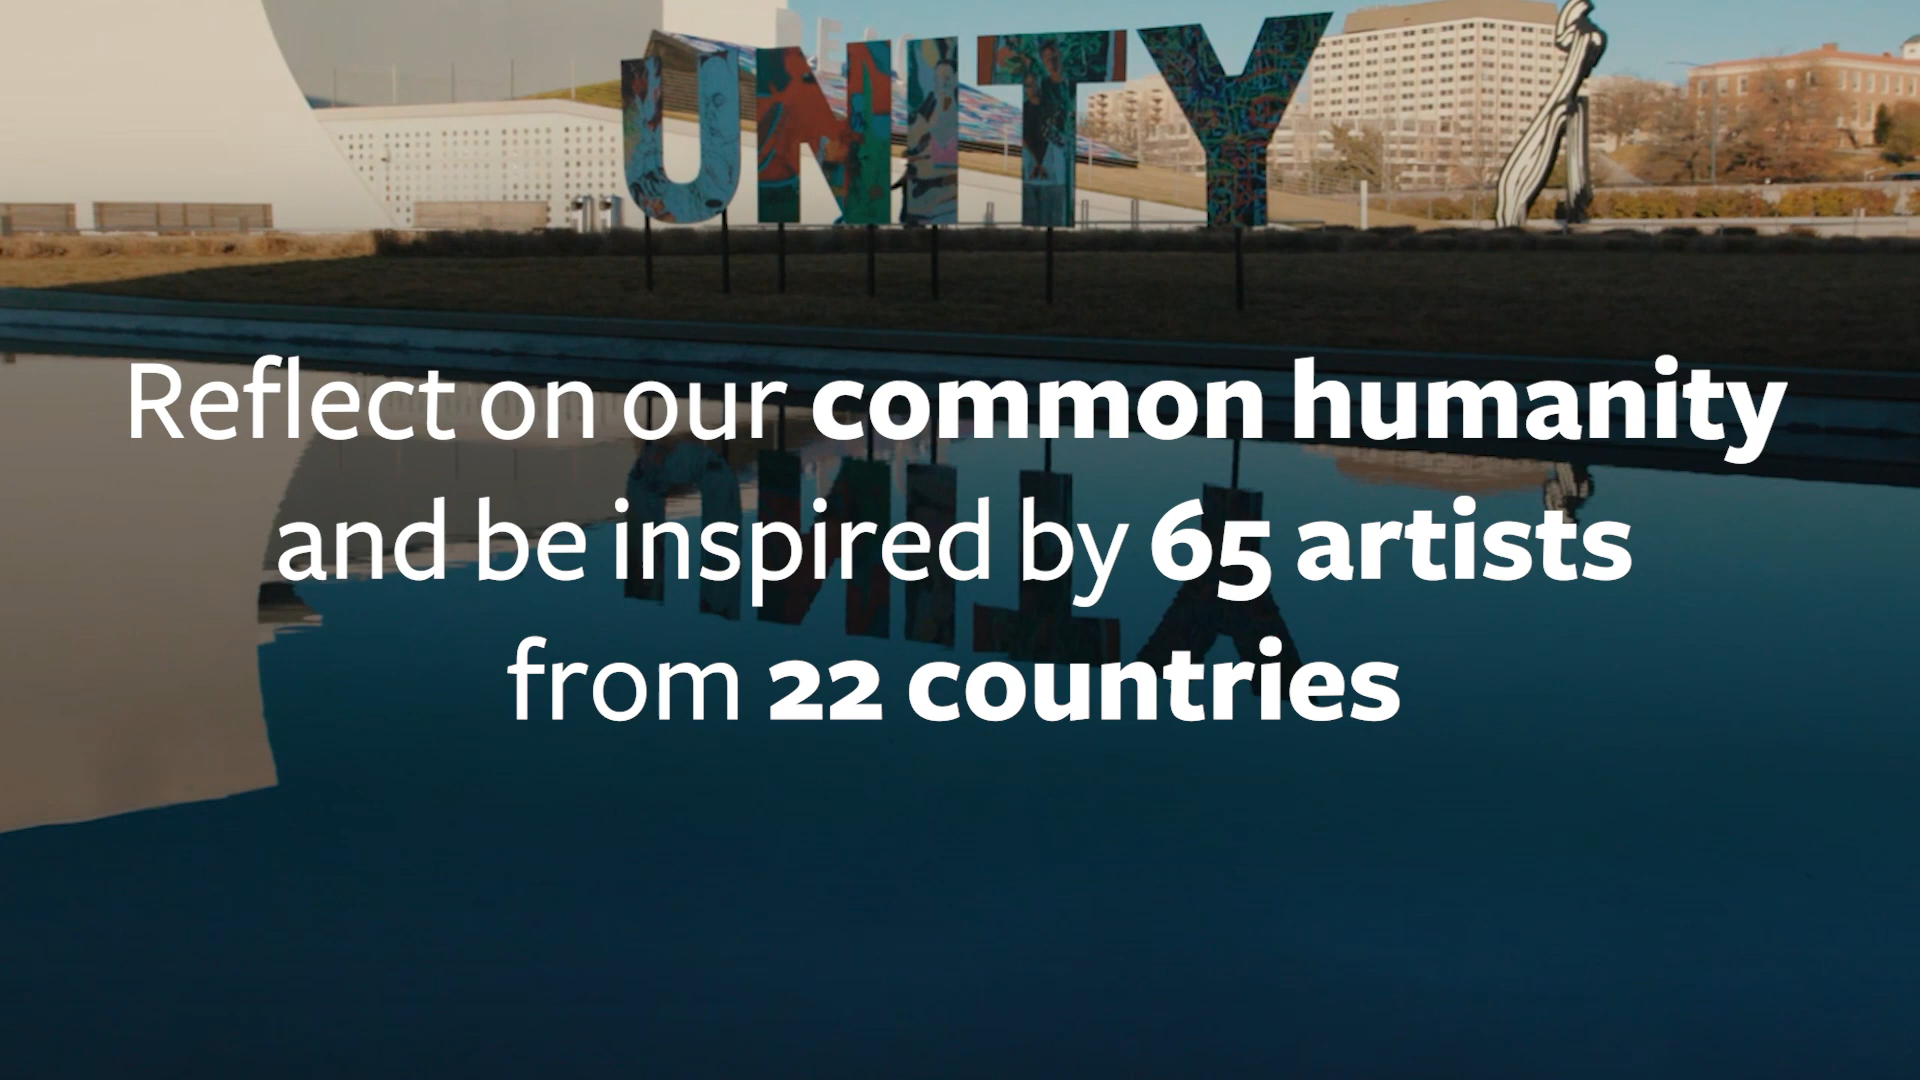 UNITY
Reflect on our common humanity
and be inspired by 65 artists
from 22 countries